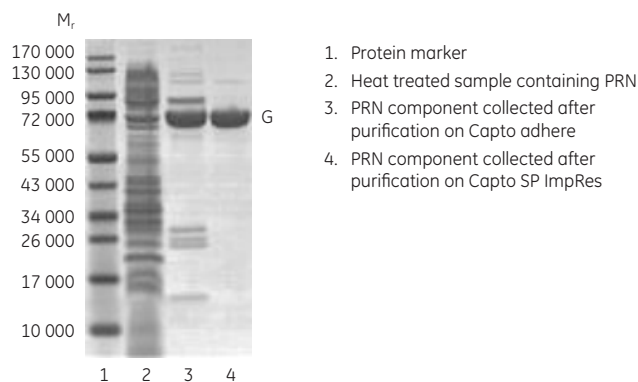 Mr
170 000
130 000
95 000
72 000
55 000
43 000
34 000
26 000
17 000
10 000
G
1 2 3 4
1. Protein marker
2. Heat treated sample containing PRN
3. PRN component collected after
purification on Capto adhere
4. PRN component collected after
purification on Capto SP ImpRes